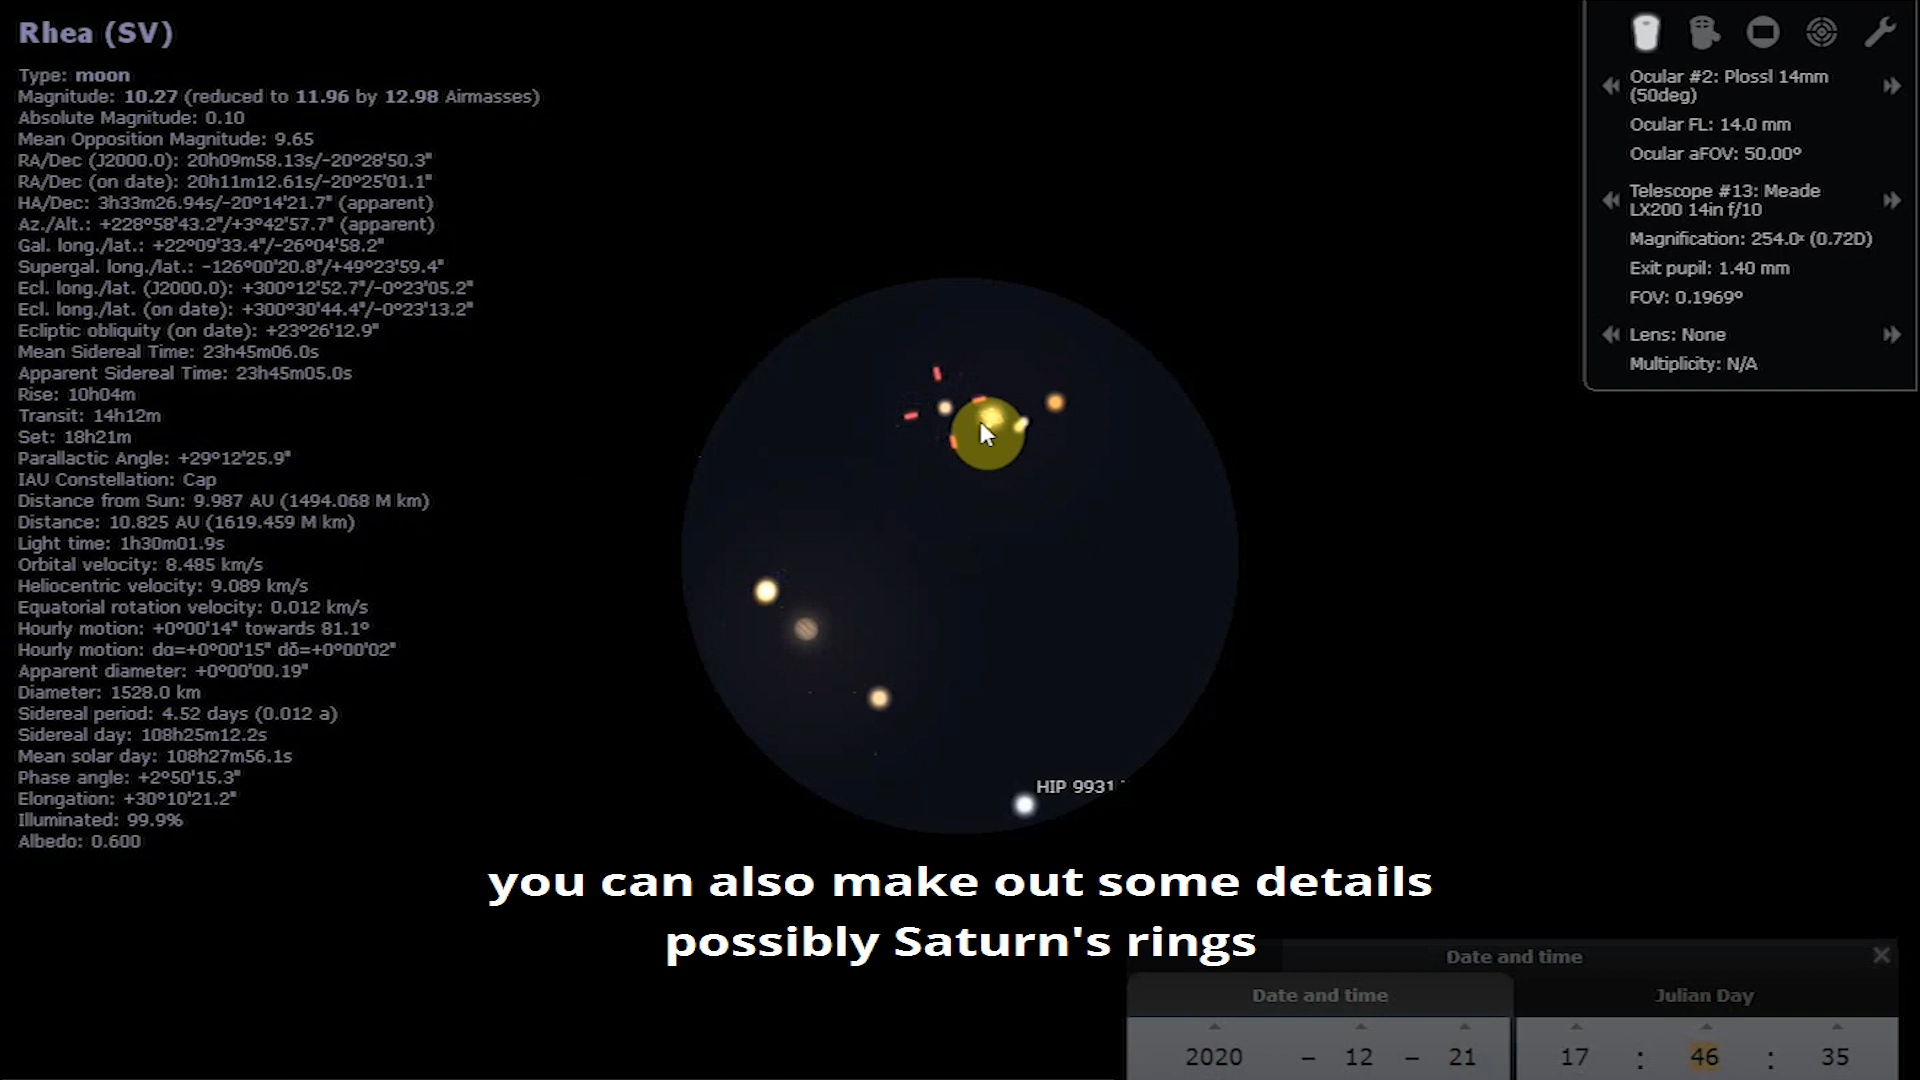 Rhea (SV)
Type: moon
Magnitude: 10.27 (reduced to 11.96 by 12.98 Airmasses)
Absolute Magnitude: 0.10
Mean Opposition Magnitude: 9.65
RA/Dec (J2000.0): 20h09m58.13s/-20°28'50.3"
RA/Dec (on date): 20h11m12.61s/-20°25'01.1"
HA/Dec: 3h33m26.94s/-20°14'21.7" (apparent)
Az./Alt.: +228°58'43.2"/+3°42'57.7" (apparent)
Gal. long./lat.: +22°09'33.4"/-26°04'58.2"
Supergal. long./lat.: -126°00'20.8"/+49°23'59.4"
Ecl. long./lat. (J2000.0): +300°12'52.7"/-0°23'05.2"
Ecl. long./lat. (on date): +300°30'44.4"/-0°23'13.2"
Ecliptic obliquity (on date): +23°26'12.9"
Mean Sidereal Time: 23h45m06.0s
Apparent Sidereal Time: 23h45m05.0s
Rise: 10h04m
Transit: 14h12m
Set: 18h21m
Parallactic Angle: +29°12'25.9"
IAU Constellation: Cap
Distance from Sun: 9.987 AU (1494.068 M km)
Distance: 10.825 AU (1619.459 M km)
Light time: 1h30m01.9s
Orbital velocity: 8.485 km/s
Heliocentric velocity: 9.089 km/s
Equatorial rotation velocity: 0.012 km/s
Hourly motion: +0°00'14" towards 81.1°
Hourly motion: dα=+0°00'15" dδ=+0°00'02"
Apparent diameter: +0°00'00.19"
Diameter: 1528.0 km
Sidereal period: 4.52 days (0.012 a)
Sidereal day: 108h25m12.2s
Mean solar day: 108h27m56.1s
Phase angle: +2°50'15.3"
Elongation: +30°10'21.2"
Illuminated: 99.9%
Albedo: 0.600
Ocular #2: Plossl 14mm
(50deg)
Ocular FL: 14.0 mm
Ocular aFOV: 50.00°
Telescope #13: Meade
LX200 14in f/10
Magnification: 254.0× (0.72D)
Exit pupil: 1.40 mm
FOV: 0.1969°
Lens: None
Multiplicity: N/A
HIP 9931
you can also make out some details
possibly Saturn's rings
Date and time
Date and time Julian Day
2020 – 12 – 21 17 : 46 : 35